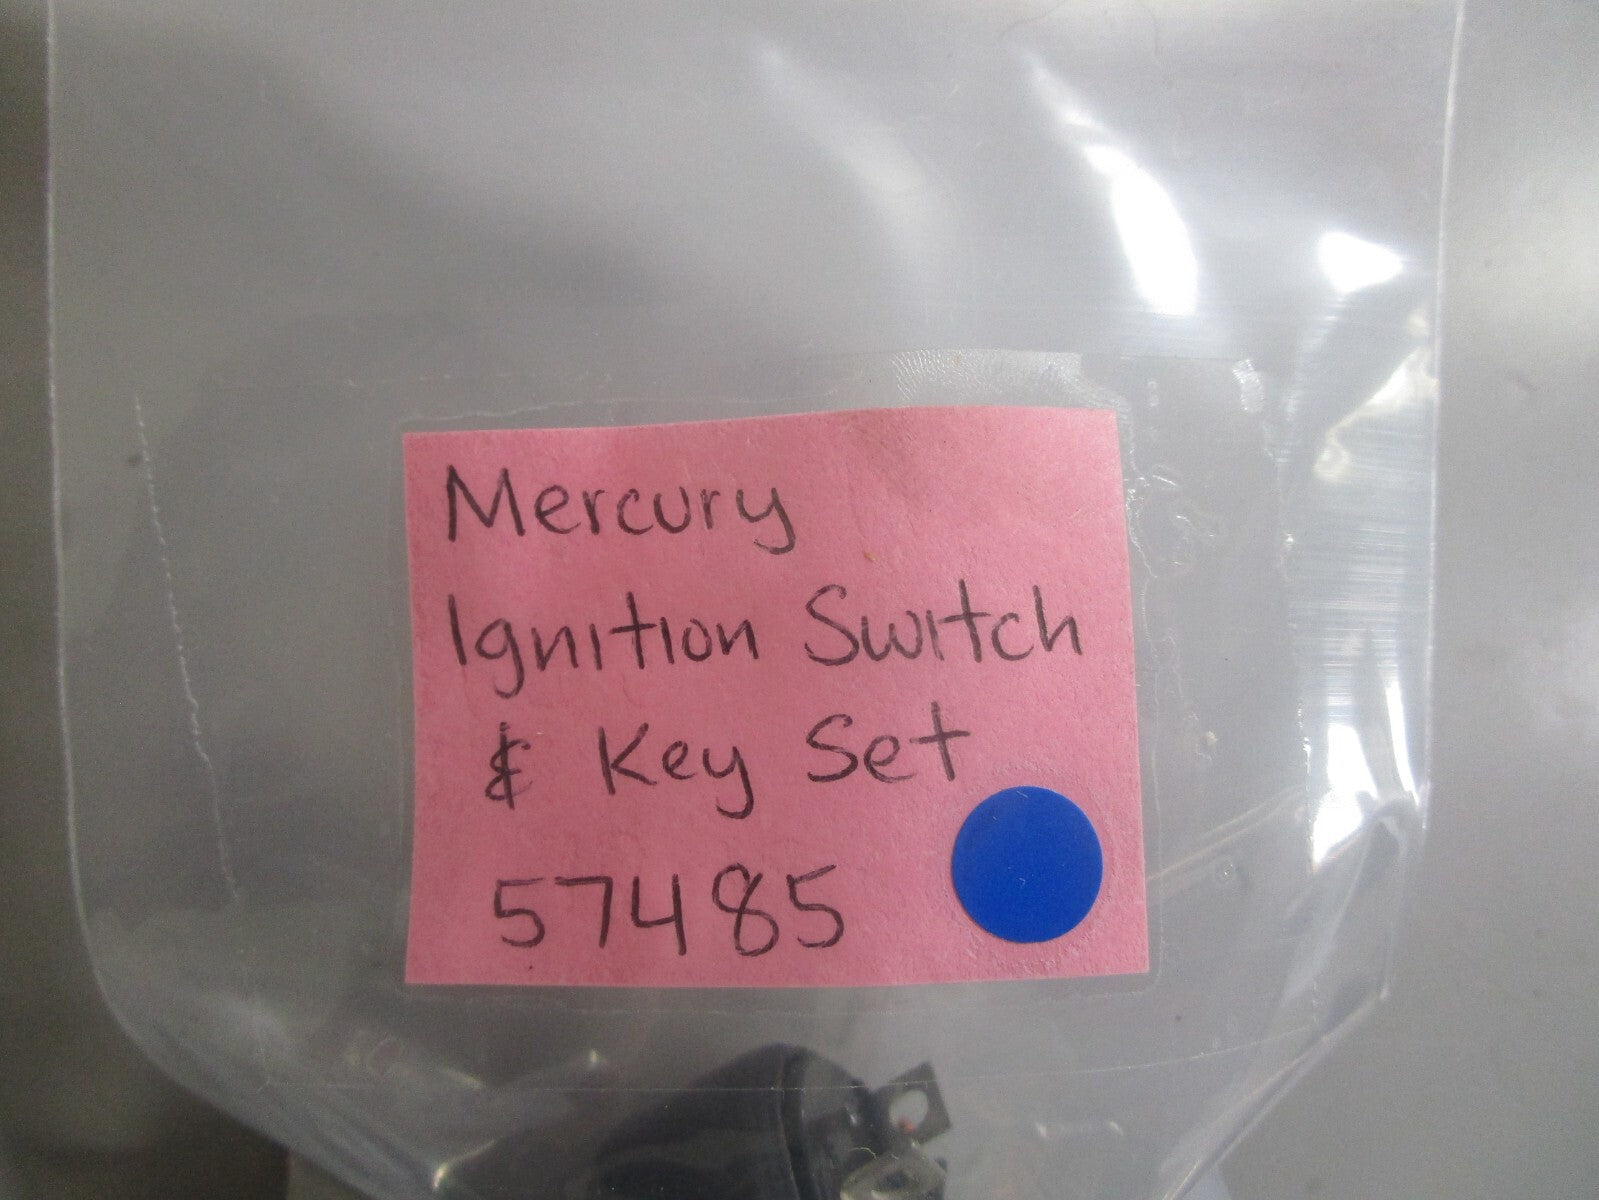 Mercury
Ignition Switch
& Key Set
57485